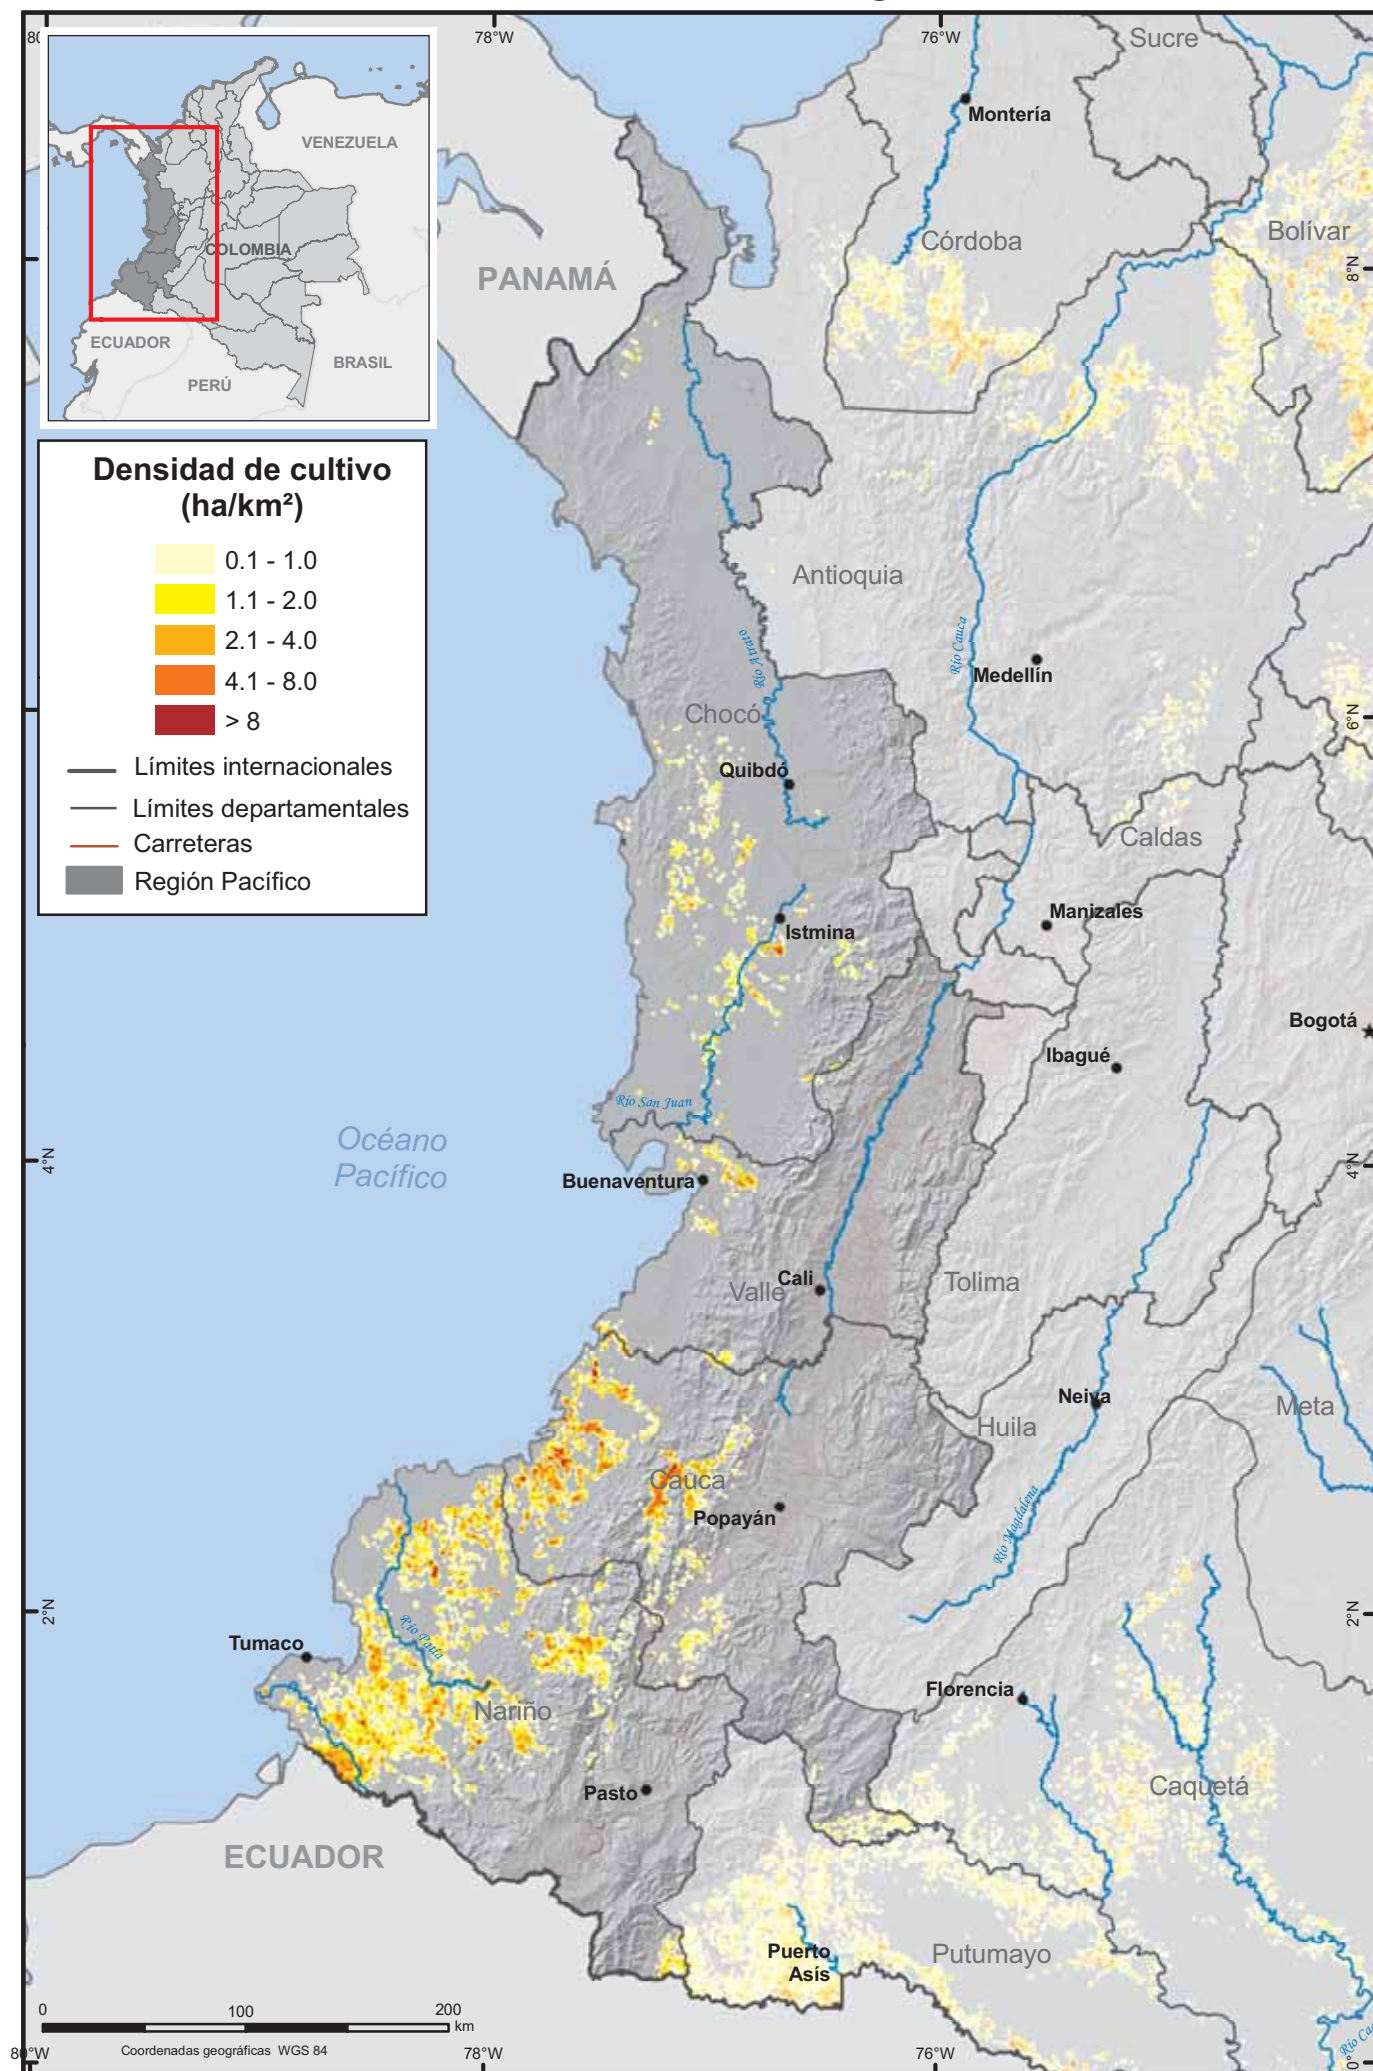 80
78°W
76°W
Sucre
Montería
VENEZUELA
COLOMBIA
ECUADOR
PERÚ
BRASIL
Córdoba
Bolívar
8°N
PANAMÁ
Densidad de cultivo
(ha/km²)
0.1 - 1.0
1.1 - 2.0
2.1 - 4.0
4.1 - 8.0
> 8
Límites internacionales
Límites departamentales
Carreteras
Región Pacífico
Antioquia
Río Atrato
Río Cauca
Medellín
Chocó
6°N
Quibdó
Caldas
Manizales
Istmina
Bogotá
Ibagué
Río San Juan
Océano
Pacífico
4°N
4°N
Buenaventura
Valle
Cali
Tolima
Neiva
Huila
Meta
Cauca
Popayán
Río Magdalena
2°N
2°N
Río Patía
Tumaco
Nariño
Florencia
Pasto
Caquetá
ECUADOR
Puerto
Asís
Putumayo
0
100
200
km
Coordenadas geográficas WGS 84
80°W
78°W
76°W
0°
Río Caq